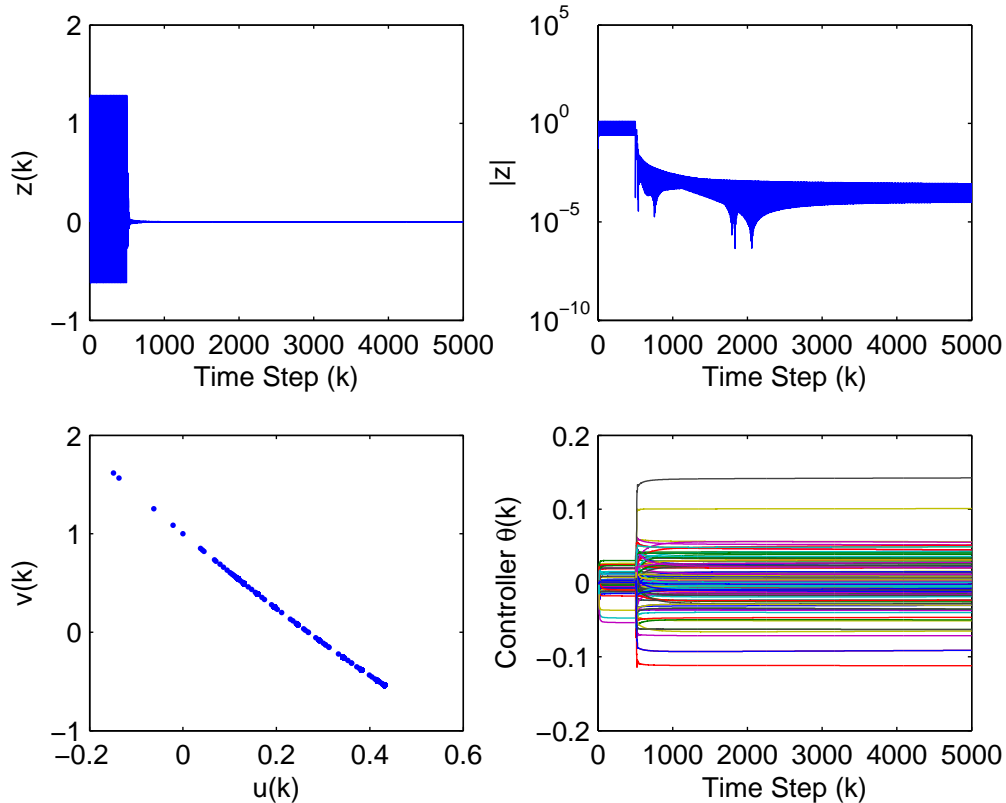 2
1
0
−1
z(k)
0 1000 2000 3000 4000 5000
Time Step (k)
10^5
10^0
10^−5
10^−10
|z|
0 1000 2000 3000 4000 5000
Time Step (k)
2
1
0
−1
v(k)
−0.2 0 0.2 0.4 0.6
u(k)
0.2
0.1
0
−0.1
−0.2
Controller θ(k)
0 1000 2000 3000 4000 5000
Time Step (k)